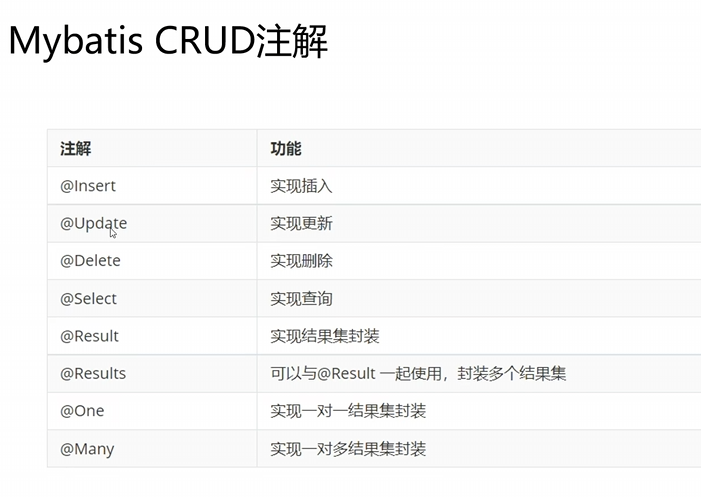 Mybatis CRUD注解
注解 功能
@Insert 实现插入
@Update 实现更新
@Delete 实现删除
@Select 实现查询
@Result 实现结果集封装
@Results 可以与@Result 一起使用，封装多个结果集
@One 实现一对一结果集封装
@Many 实现一对多结果集封装